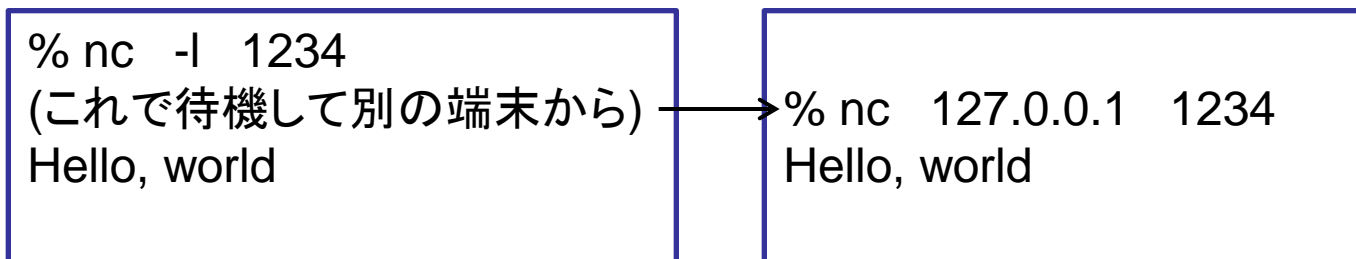 % nc -l 1234
(これで待機して別の端末から)
Hello, world
% nc 127.0.0.1 1234
Hello, world